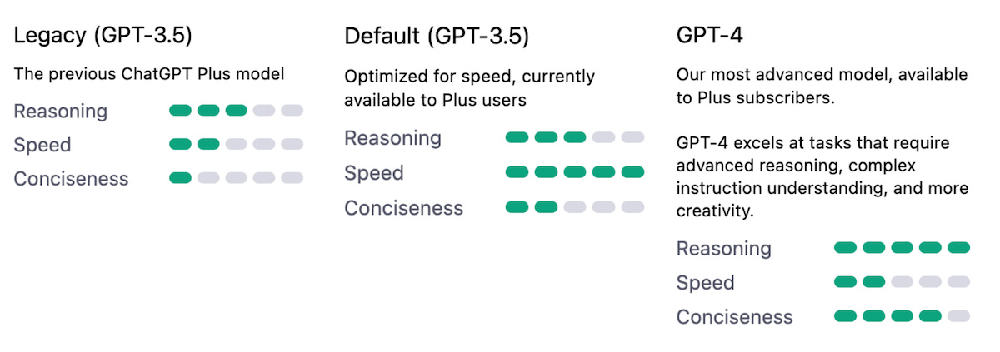 Legacy (GPT-3.5)
The previous ChatGPT Plus model
Reasoning
Speed
Conciseness
Default (GPT-3.5)
Optimized for speed, currently
available to Plus users
Reasoning
Speed
Conciseness
GPT-4
Our most advanced model, available
to Plus subscribers.
GPT-4 excels at tasks that require
advanced reasoning, complex
instruction understanding, and more
creativity.
Reasoning
Speed
Conciseness